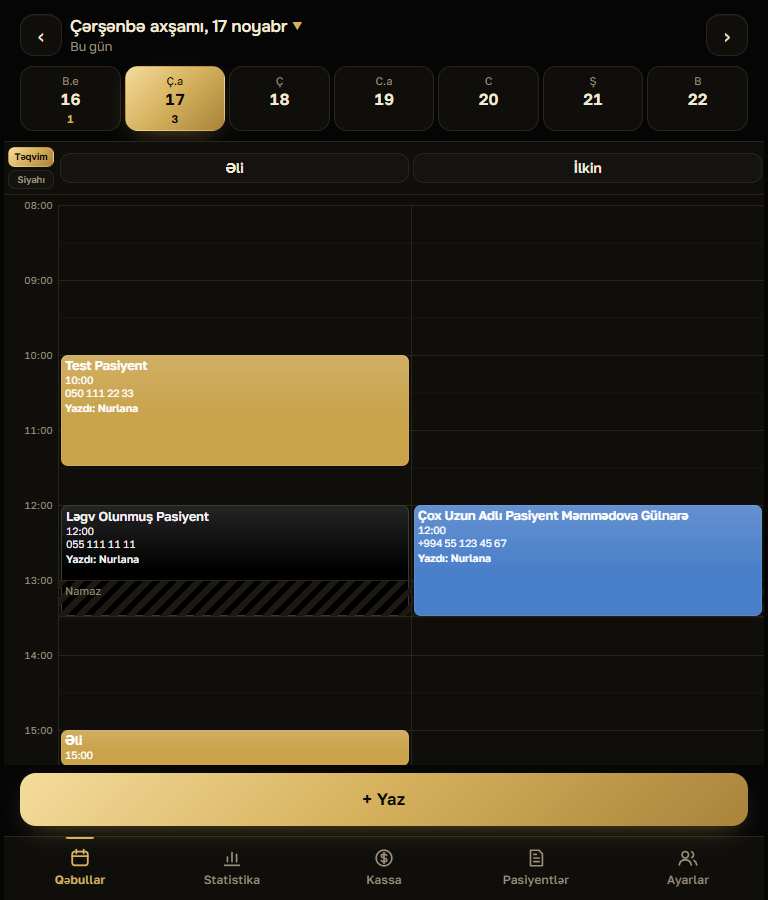 ‹
Çərşənbə axşamı, 17 noyabr ▼
Bu gün
›
B.e
16
1
Ç.a
17
3
Ç
18
C.a
19
C
20
Ş
21
B
22
Təqvim
Siyahı
Əli
İlkin
08:00
09:00
10:00
Test Pasiyent
10:00
050 111 22 33
Yazdı: Nurlana
11:00
12:00
Ləğv Olunmuş Pasiyent
12:00
055 111 11 11
Yazdı: Nurlana
Çox Uzun Adlı Pasiyent Məmmədova Gülnarə
12:00
+994 55 123 45 67
Yazdı: Nurlana
13:00
Namaz
14:00
15:00
Əli
15:00
+ Yaz
Qəbullar
Statistika
Kassa
Pasiyentlər
Ayarlar